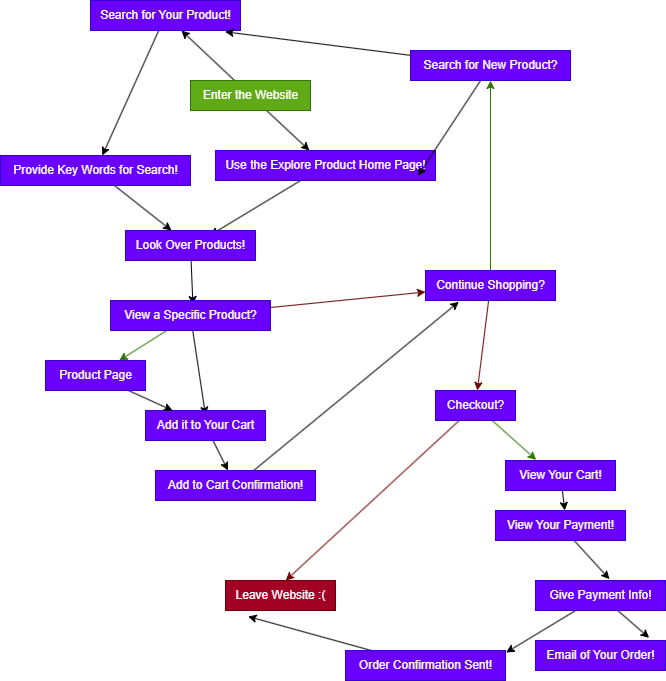 Search for Your Product!
Search for New Product?
Enter the Website
Provide Key Words for Search!
Use the Explore Product Home Page!
Look Over Products!
Continue Shopping?
View a Specific Product?
Product Page
Add it to Your Cart
Checkout?
Add to Cart Confirmation!
View Your Cart!
View Your Payment!
Leave Website :(
Give Payment Info!
Order Confirmation Sent!
Email of Your Order!